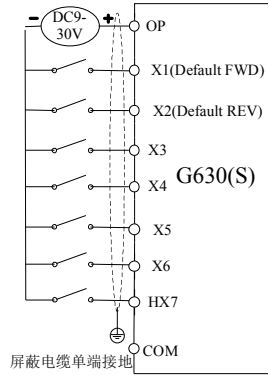 DC9-
30V
OP
X1(Default FWD)
X2(Default REV)
X3
X4
G630(S)
X5
X6
HX7
COM
屏蔽电缆单端接地